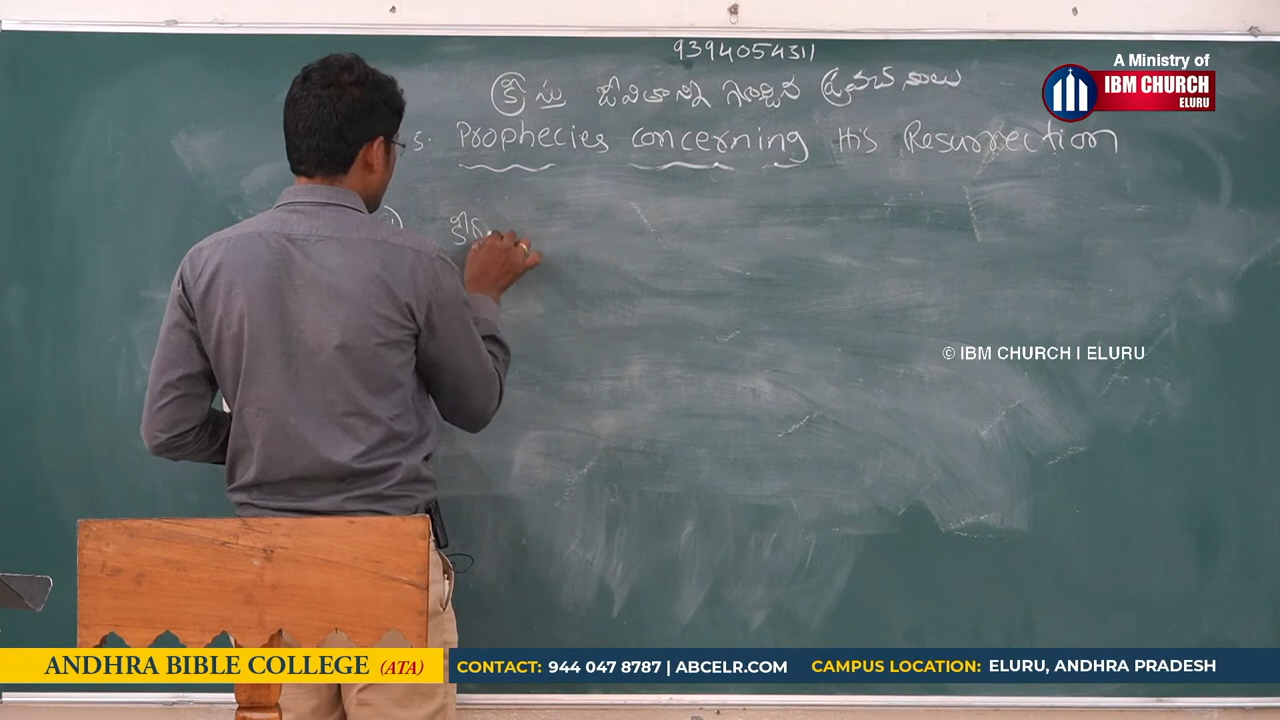 9394054311
క్రీస్తు జీవితాన్ని గూర్చిన ప్రవచనాలు
5. Prophecies concerning His Resurrection
కీర్త
A Ministry of
IBM CHURCH
ELURU
© IBM CHURCH I ELURU
ANDHRA BIBLE COLLEGE (ATA)
CONTACT: 944 047 8787 | ABCELR.COM
CAMPUS LOCATION: ELURU, ANDHRA PRADESH